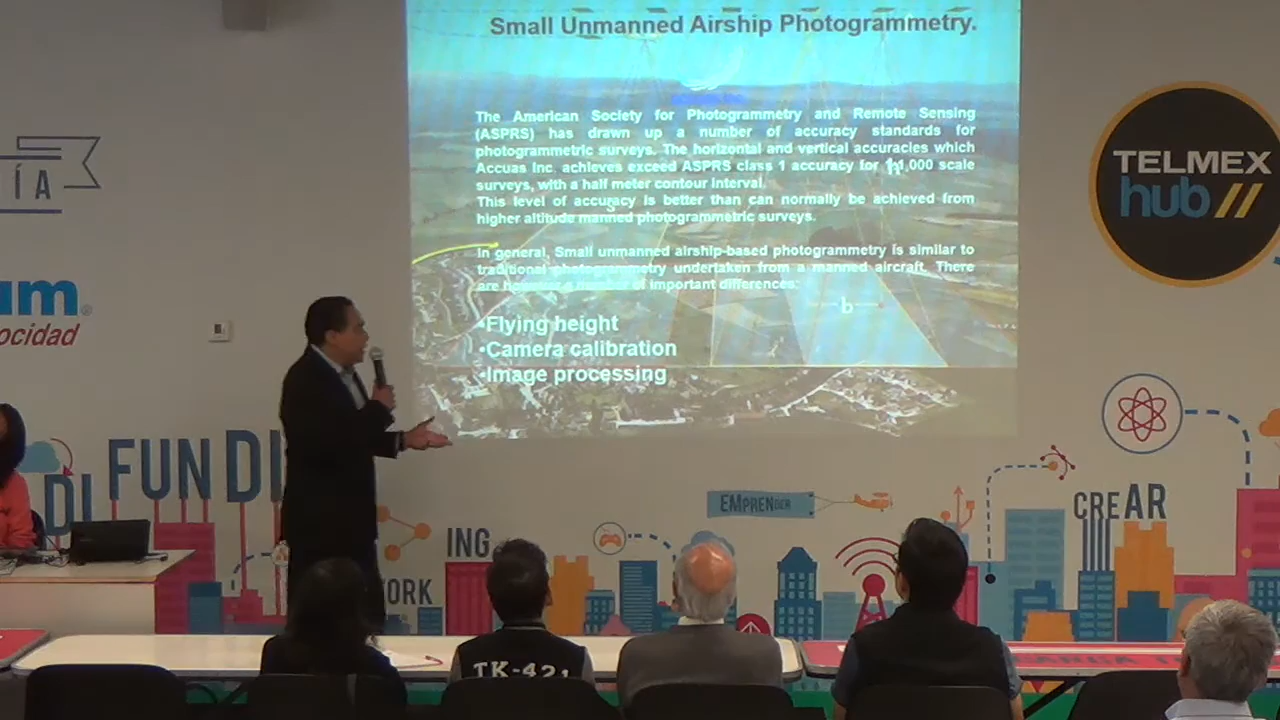 Small Unmanned Airship Photogrammetry.
The American Society for Photogrammetry and Remote Sensing
(ASPRS) has drawn up a number of accuracy standards for
photogrammetric surveys. The horizontal and vertical accuracies which
Accuas Inc. achieves exceed ASPRS class 1 accuracy for 1:1,000 scale
surveys, with a half meter contour interval.
This level of accuracy is better than can normally be achieved from
higher altitude manned photogrammetric surveys.
In general, Small unmanned airship-based photogrammetry is similar to
traditional photogrammetry undertaken from a manned aircraft. There
are however a number of important differences:
b
•Flying height
•Camera calibration
•Image processing
TELMEX
hub //
ÍA
um®
ocidad
DI
FUNDI
EMPRENDER
CREAR
ING
WORK
TK-421